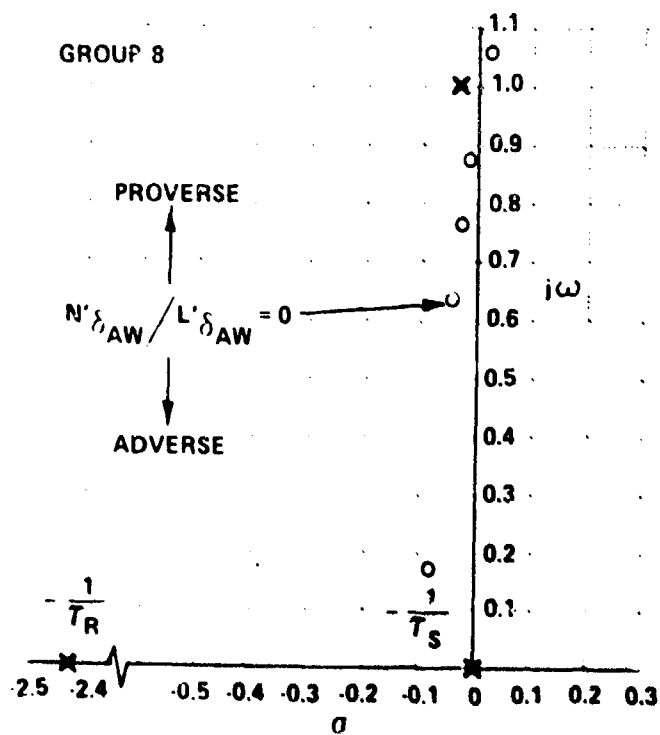 GROUP 8
1.1
1.0
0.9
PROVERSE
0.8
0.7
jω
N'δAW / L'δAW = 0
0.6
0.5
ADVERSE
0.4
0.3
0.2
- 1/TR
- 1/TS
0.1
-2.5 -2.4 -0.5 -0.4 -0.3 -0.2 -0.1 0 0.1 0.2 0.3
σ